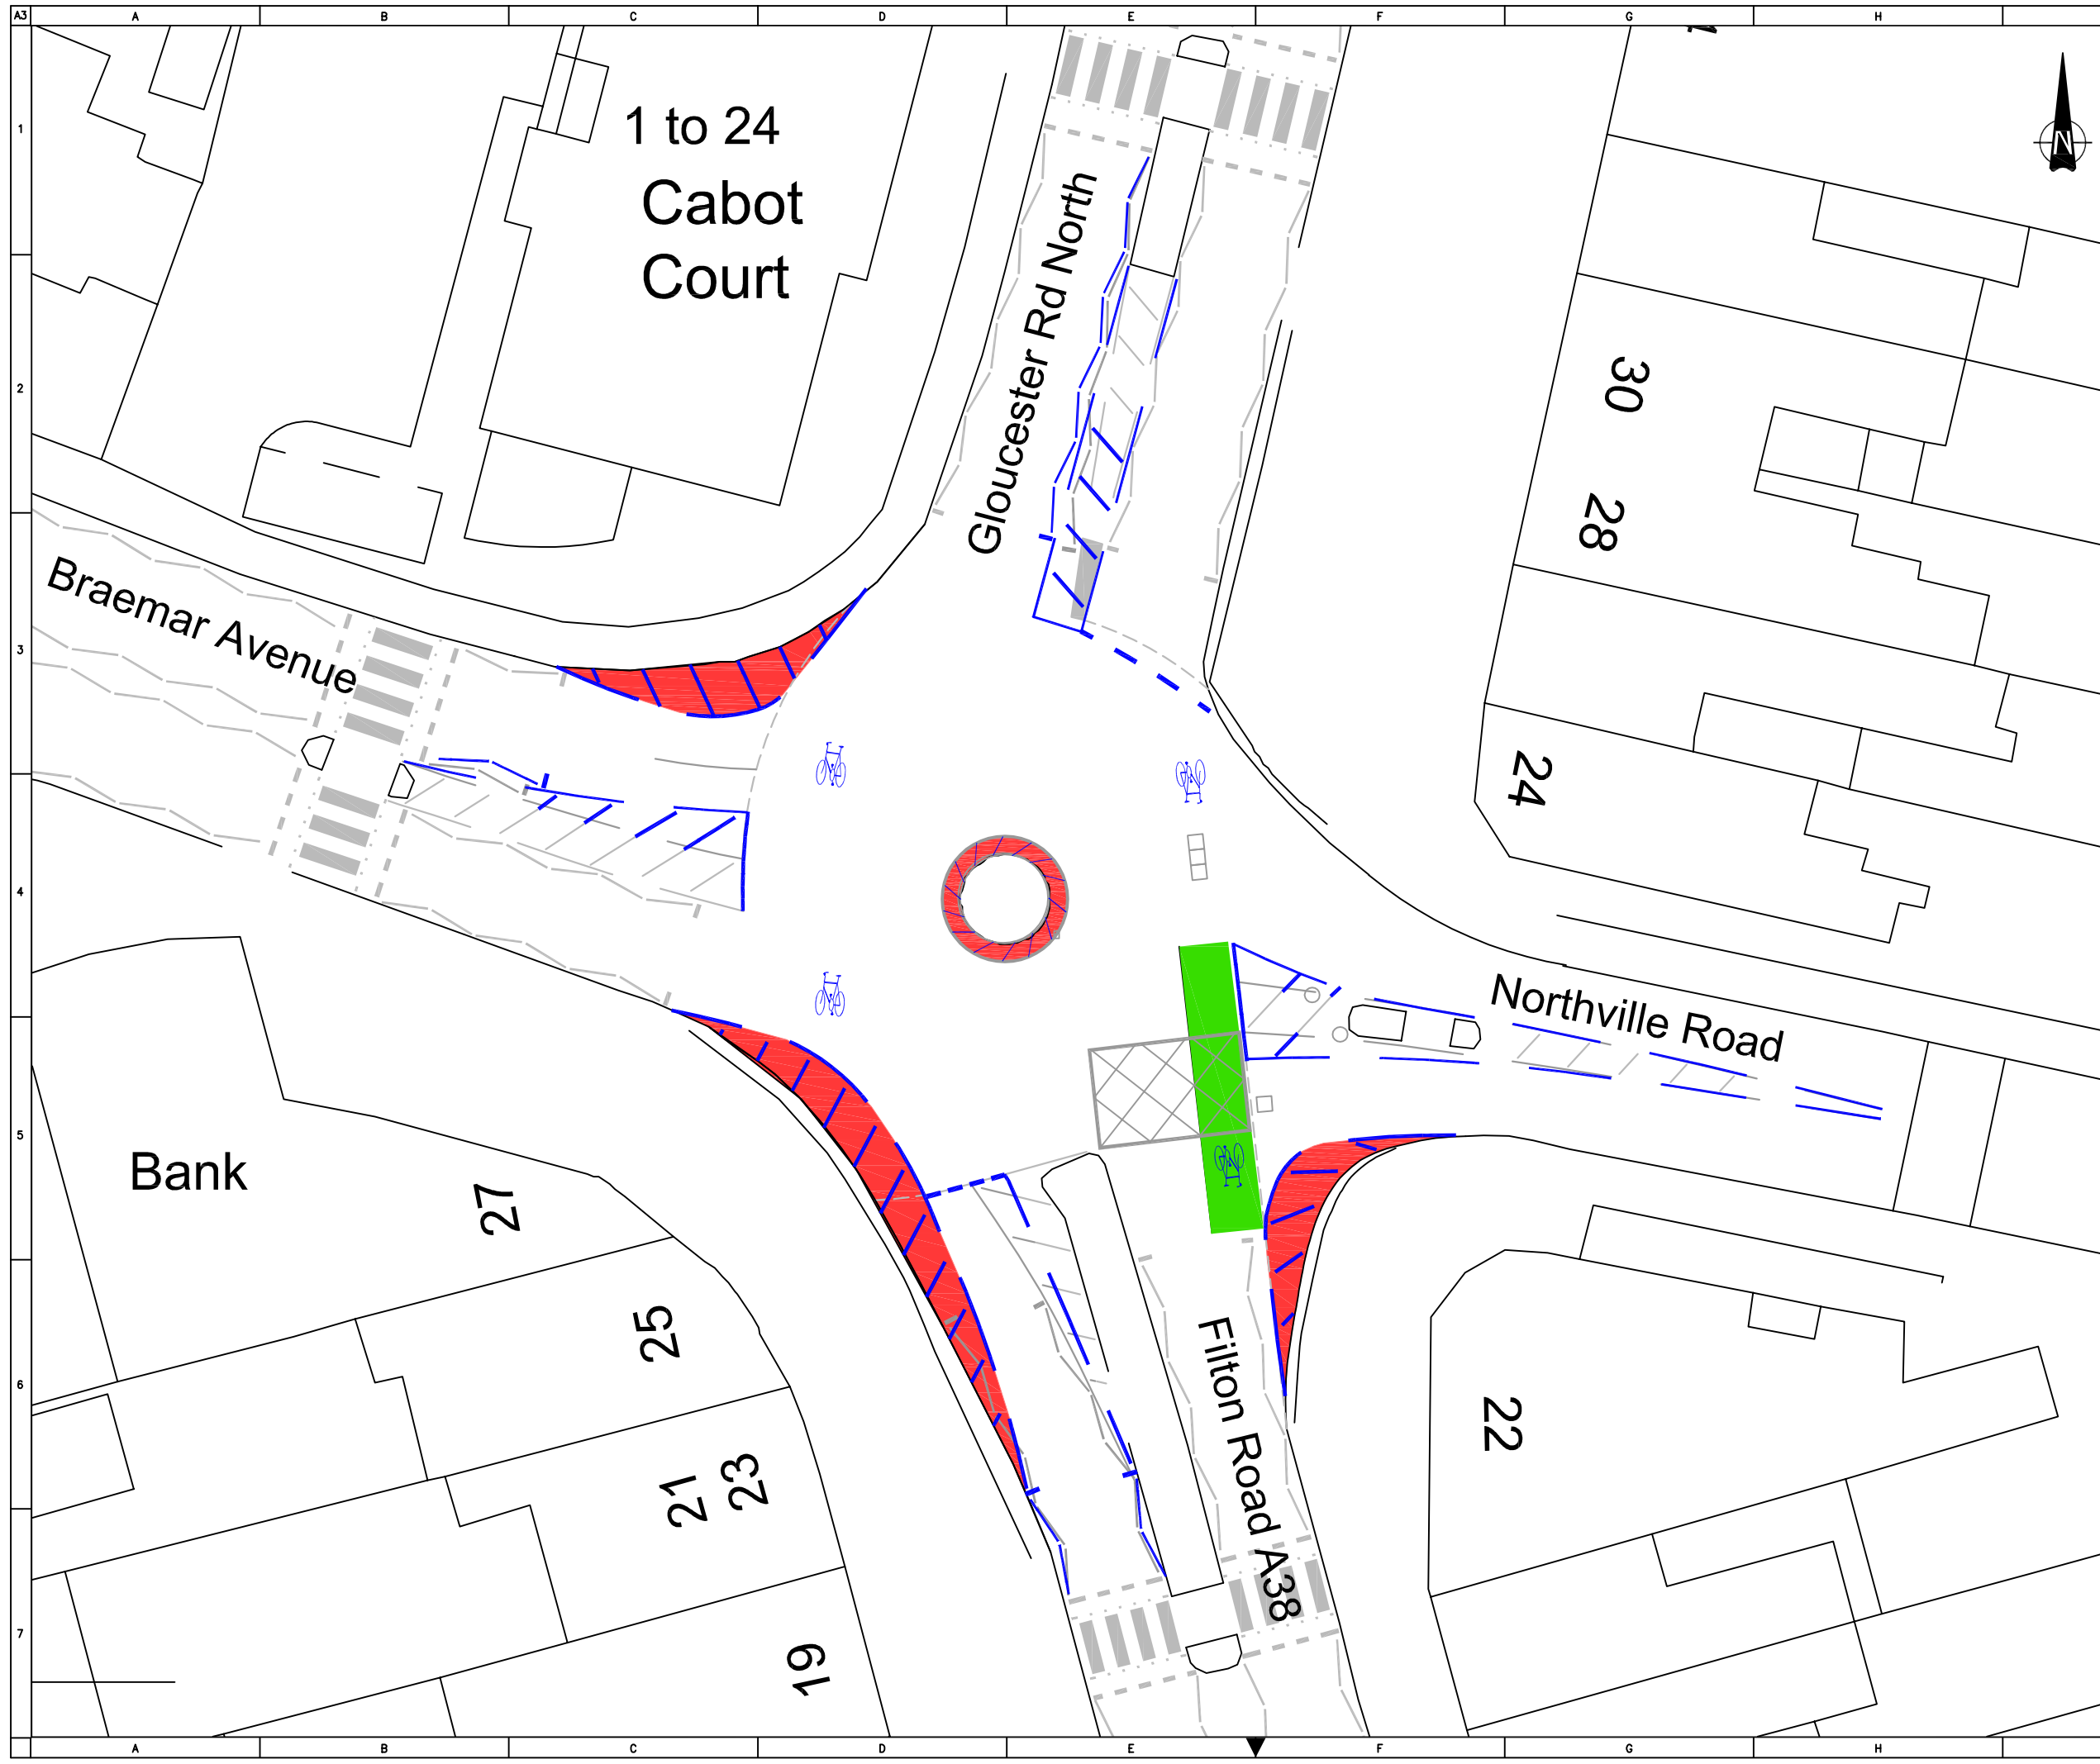 A3 A B C D E F G H
1
1 to 24
Cabot
Court
N
Gloucester Rd North
2
30
28
Braemar Avenue
3
24
4
Northville Road
5
Bank
27
25
Filton Road A38
6
22
23
21
7
19
A B C D E F G H